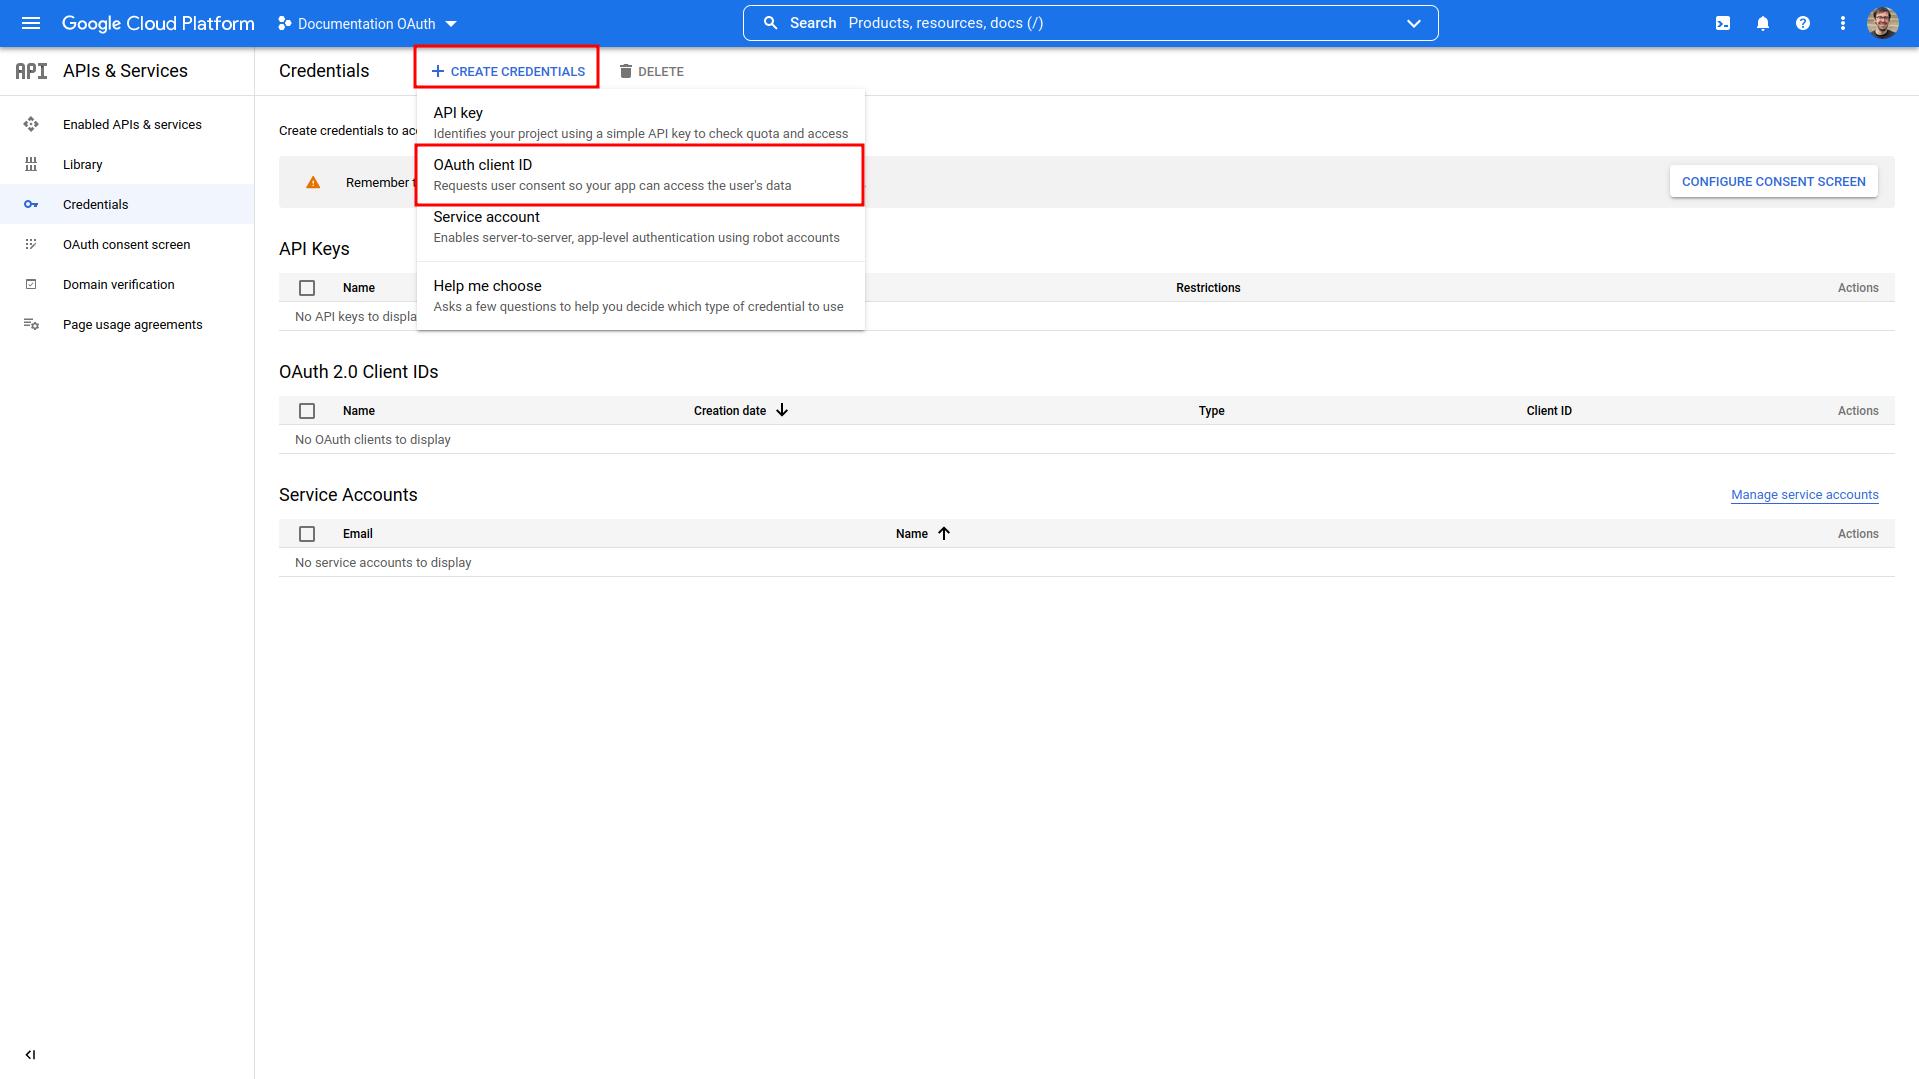 Google Cloud Platform
Documentation OAuth
Search Products, resources, docs (/)
API APIs & Services
Credentials
CREATE CREDENTIALS
DELETE
Enabled APIs & services
Library
Credentials
OAuth consent screen
Domain verification
Page usage agreements
Create credentials to ac
API key
Identifies your project using a simple API key to check quota and access
OAuth client ID
Requests user consent so your app can access the user's data
Service account
Enables server-to-server, app-level authentication using robot accounts
Help me choose
Asks a few questions to help you decide which type of credential to use
Remember t
CONFIGURE CONSENT SCREEN
API Keys
Name Restrictions Actions
No API keys to displa
OAuth 2.0 Client IDs
Name Creation date Type Client ID Actions
No OAuth clients to display
Service Accounts
Manage service accounts
Email Name Actions
No service accounts to display